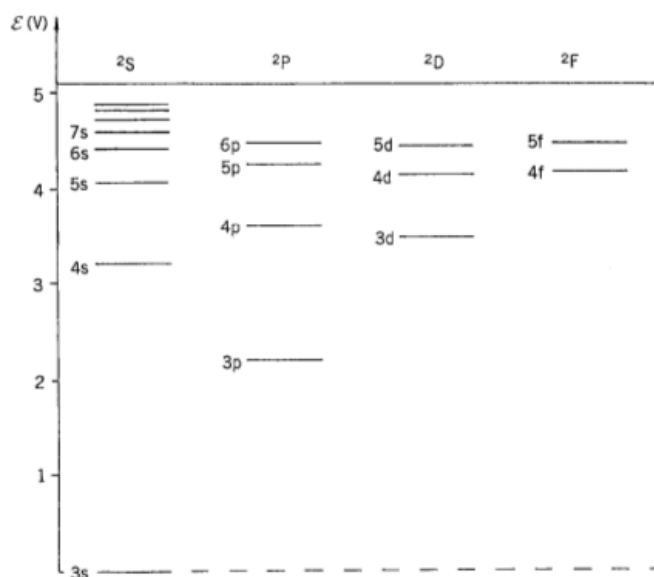 ℰ (V)
²S ²P ²D ²F
5
7s 6p 5d 5f
6s 5p 4d 4f
5s
4
4p
3d
4s
3
3p
2
1
3s